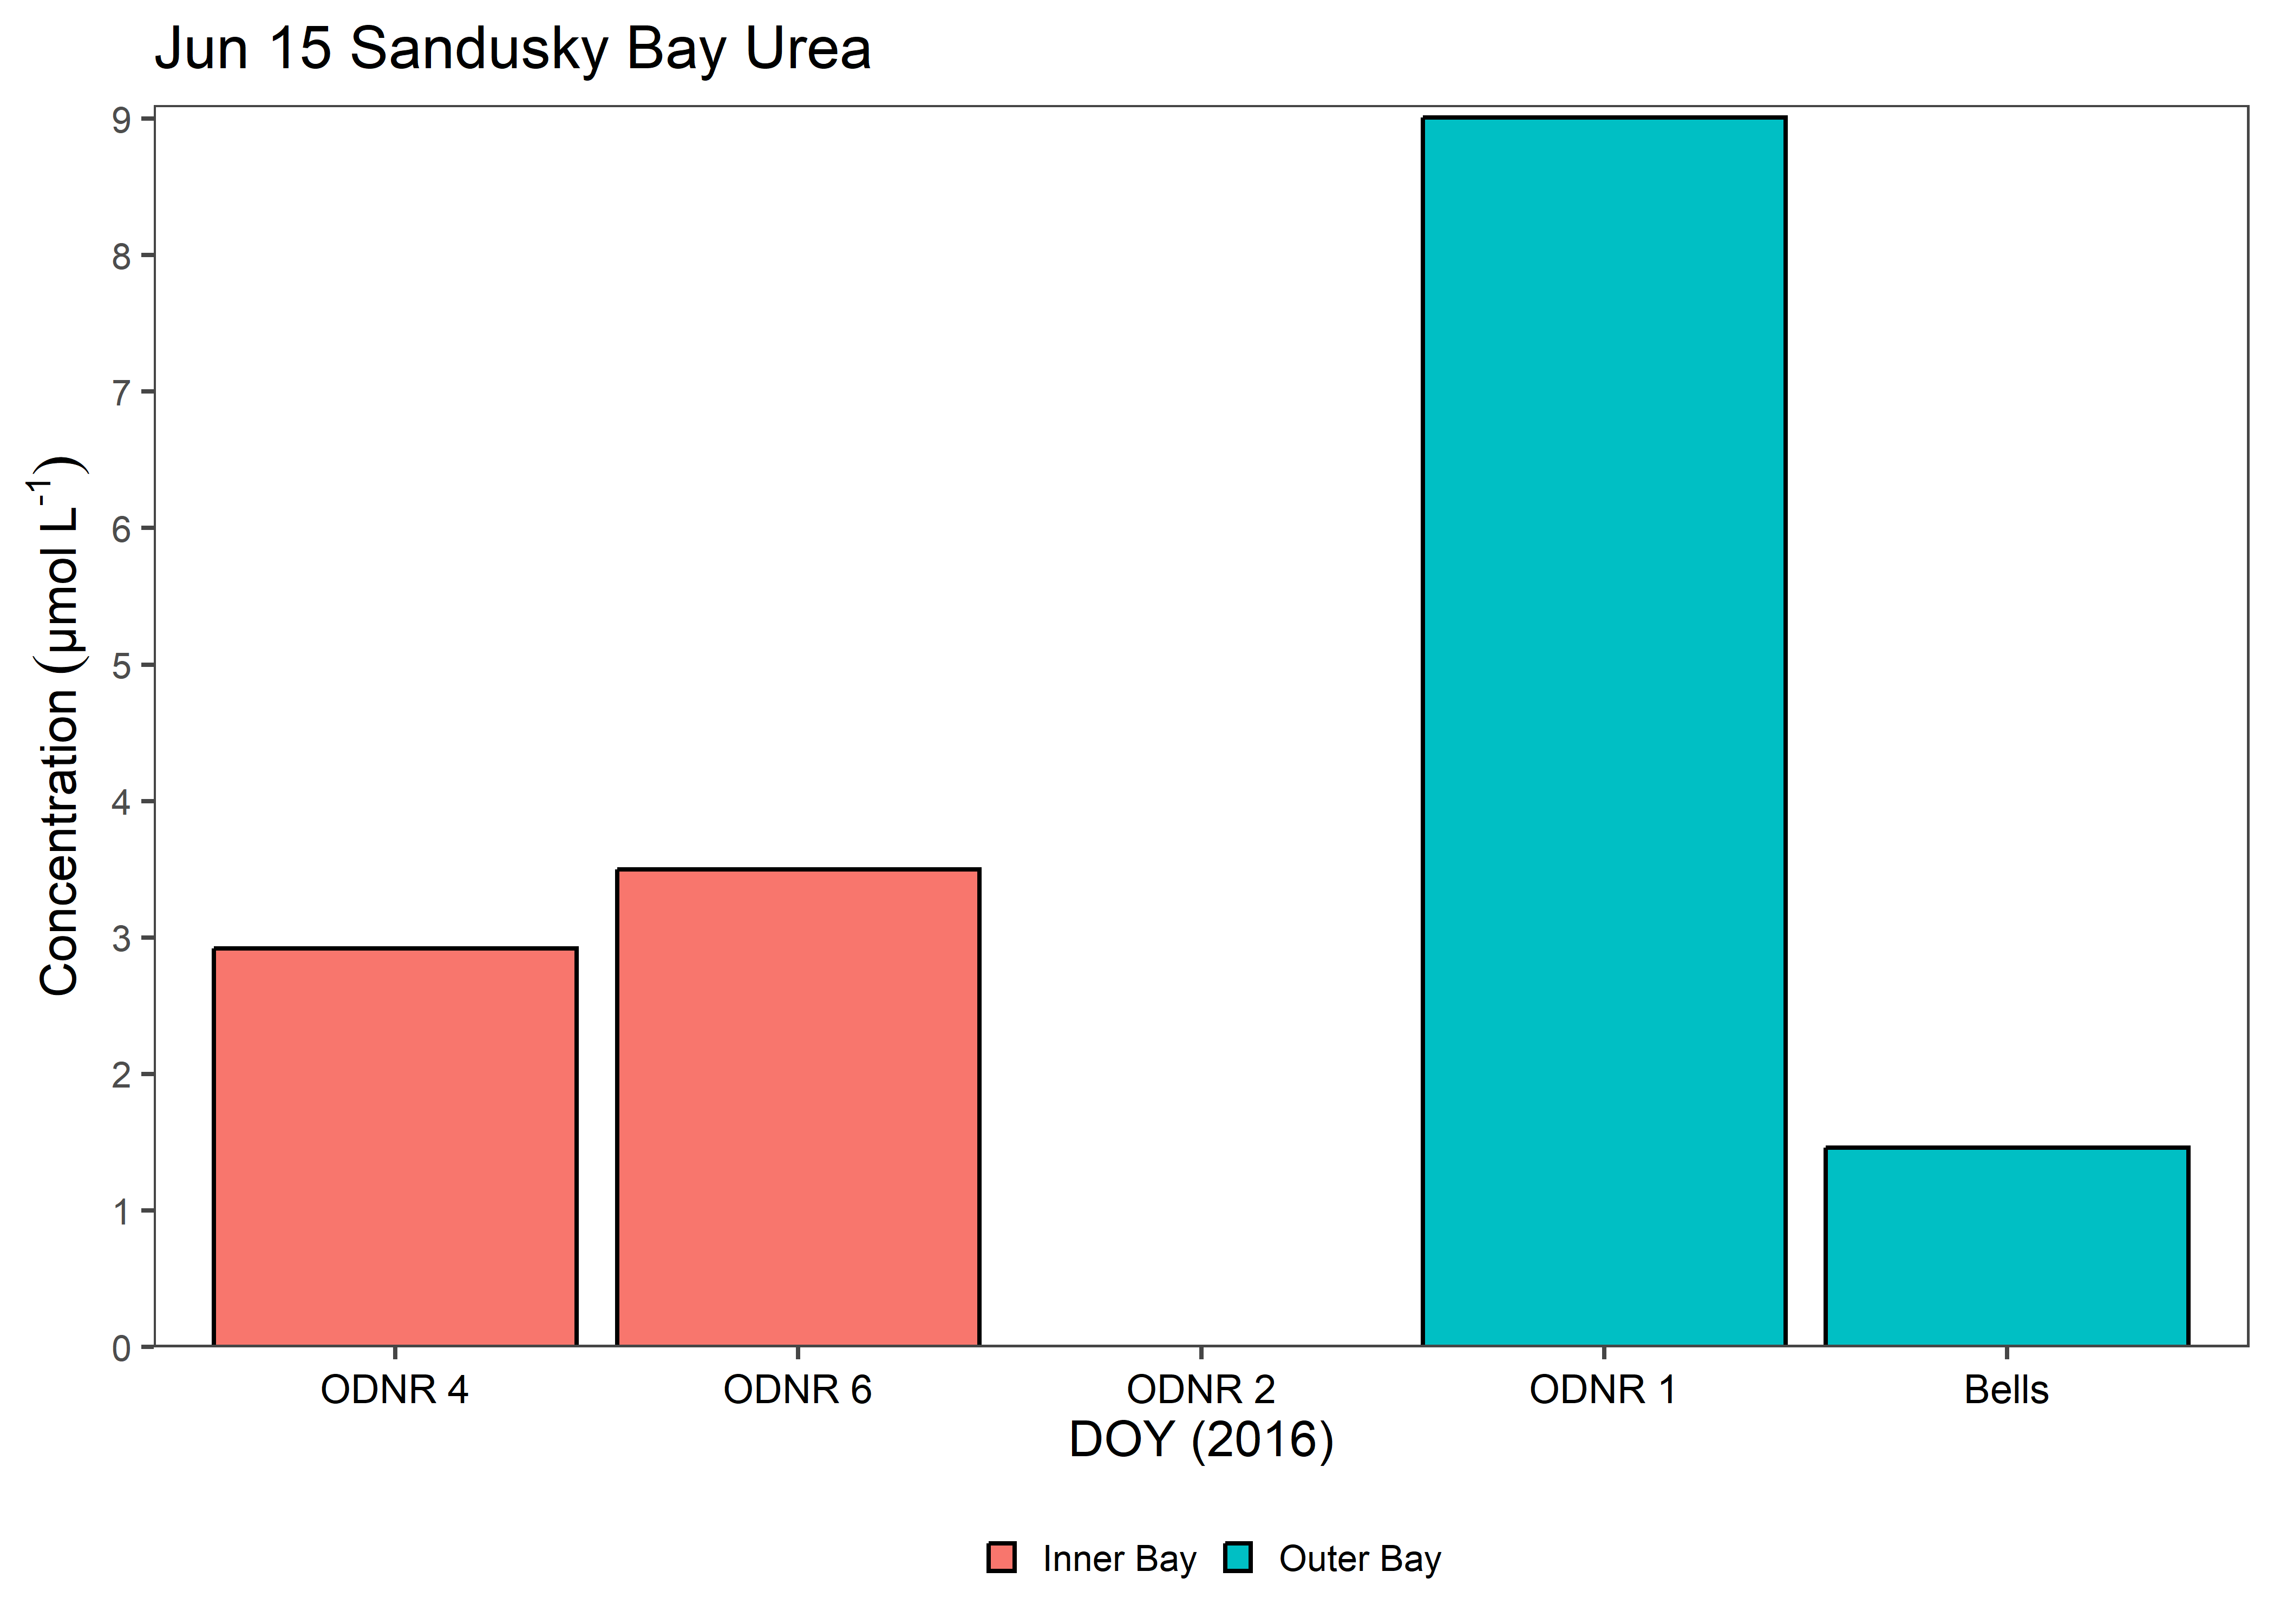 Jun 15 Sandusky Bay Urea
Concentration (µmol L-1)
9
8
7
6
5
4
3
2
1
0
ODNR 4 ODNR 6 ODNR 2 ODNR 1 Bells
DOY (2016)
Inner Bay Outer Bay